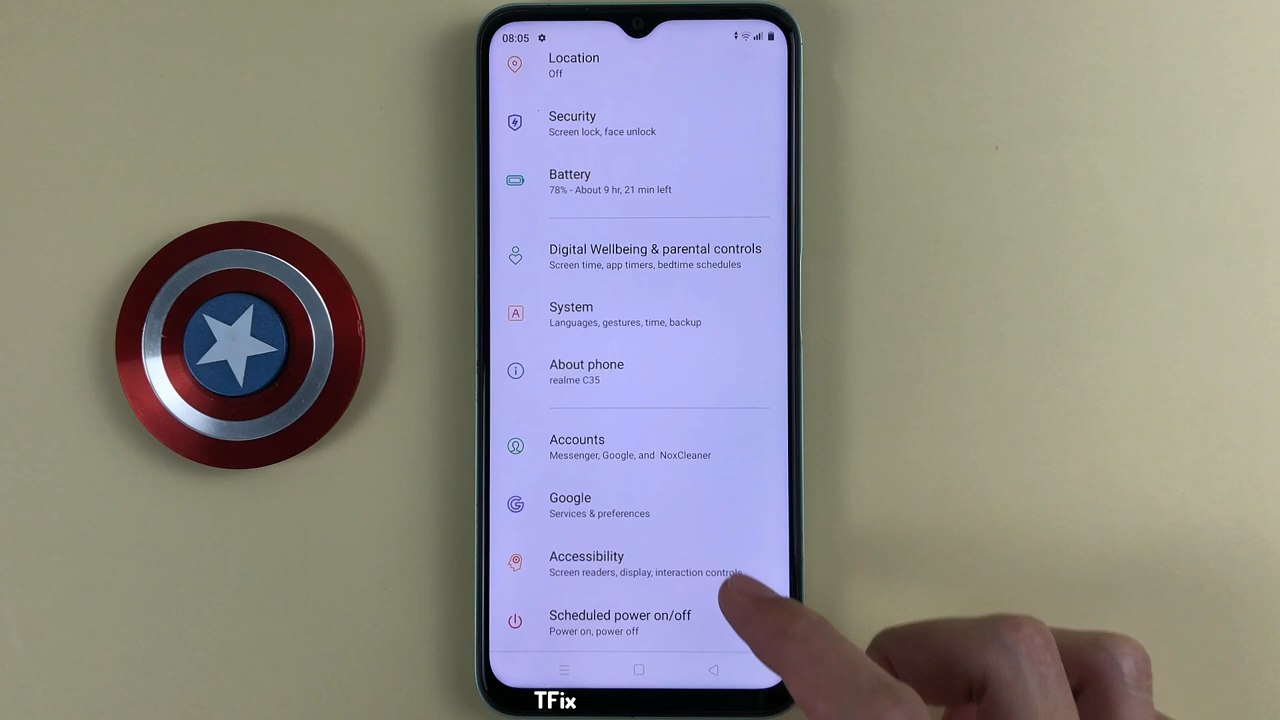 08:05
Location
Off
Security
Screen lock, face unlock
Battery
78% - About 9 hr, 21 min left
Digital Wellbeing & parental controls
Screen time, app timers, bedtime schedules
A
System
Languages, gestures, time, backup
About phone
realme C35
Accounts
Messenger, Google, and  NoxCleaner
Google
Services & preferences
Accessibility
Screen readers, display, interaction controls
Scheduled power on/off
Power on, power off
TFix